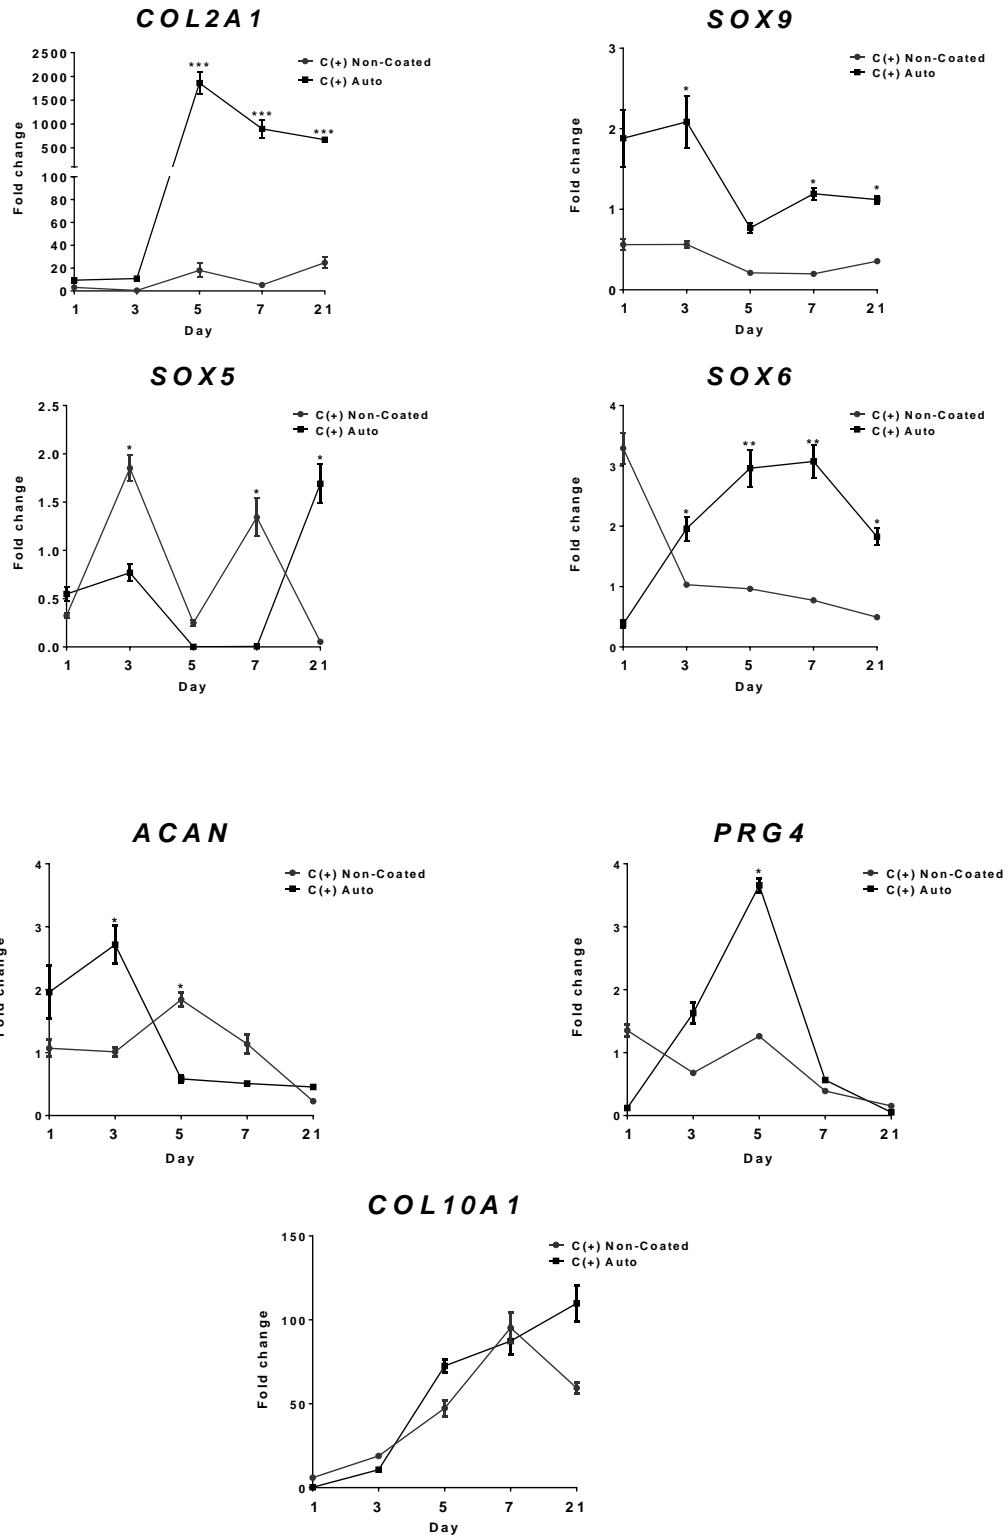 COL2A1
2500
2000
1500
1000
500
100
80
60
40
20
0
Fold change
***
***
***
C(+) Non-Coated
C(+) Auto
1 3 5 7 21
Day
SOX9
3
2
1
0
Fold change
*
*
*
C(+) Non-Coated
C(+) Auto
1 3 5 7 21
Day
SOX5
2.5
2.0
1.5
1.0
0.5
0.0
Fold change
*
*
*
C(+) Non-Coated
C(+) Auto
1 3 5 7 21
Day
SOX6
4
3
2
1
0
Fold change
*
**
**
*
C(+) Non-Coated
C(+) Auto
1 3 5 7 21
Day
ACAN
4
3
2
1
0
Fold change
*
*
C(+) Non-Coated
C(+) Auto
1 3 5 7 21
Day
PRG4
4
3
2
1
0
Fold change
*
C(+) Non-Coated
C(+) Auto
1 3 5 7 21
Day
COL10A1
150
100
50
0
Fold change
C(+) Non-Coated
C(+) Auto
1 3 5 7 21
Day